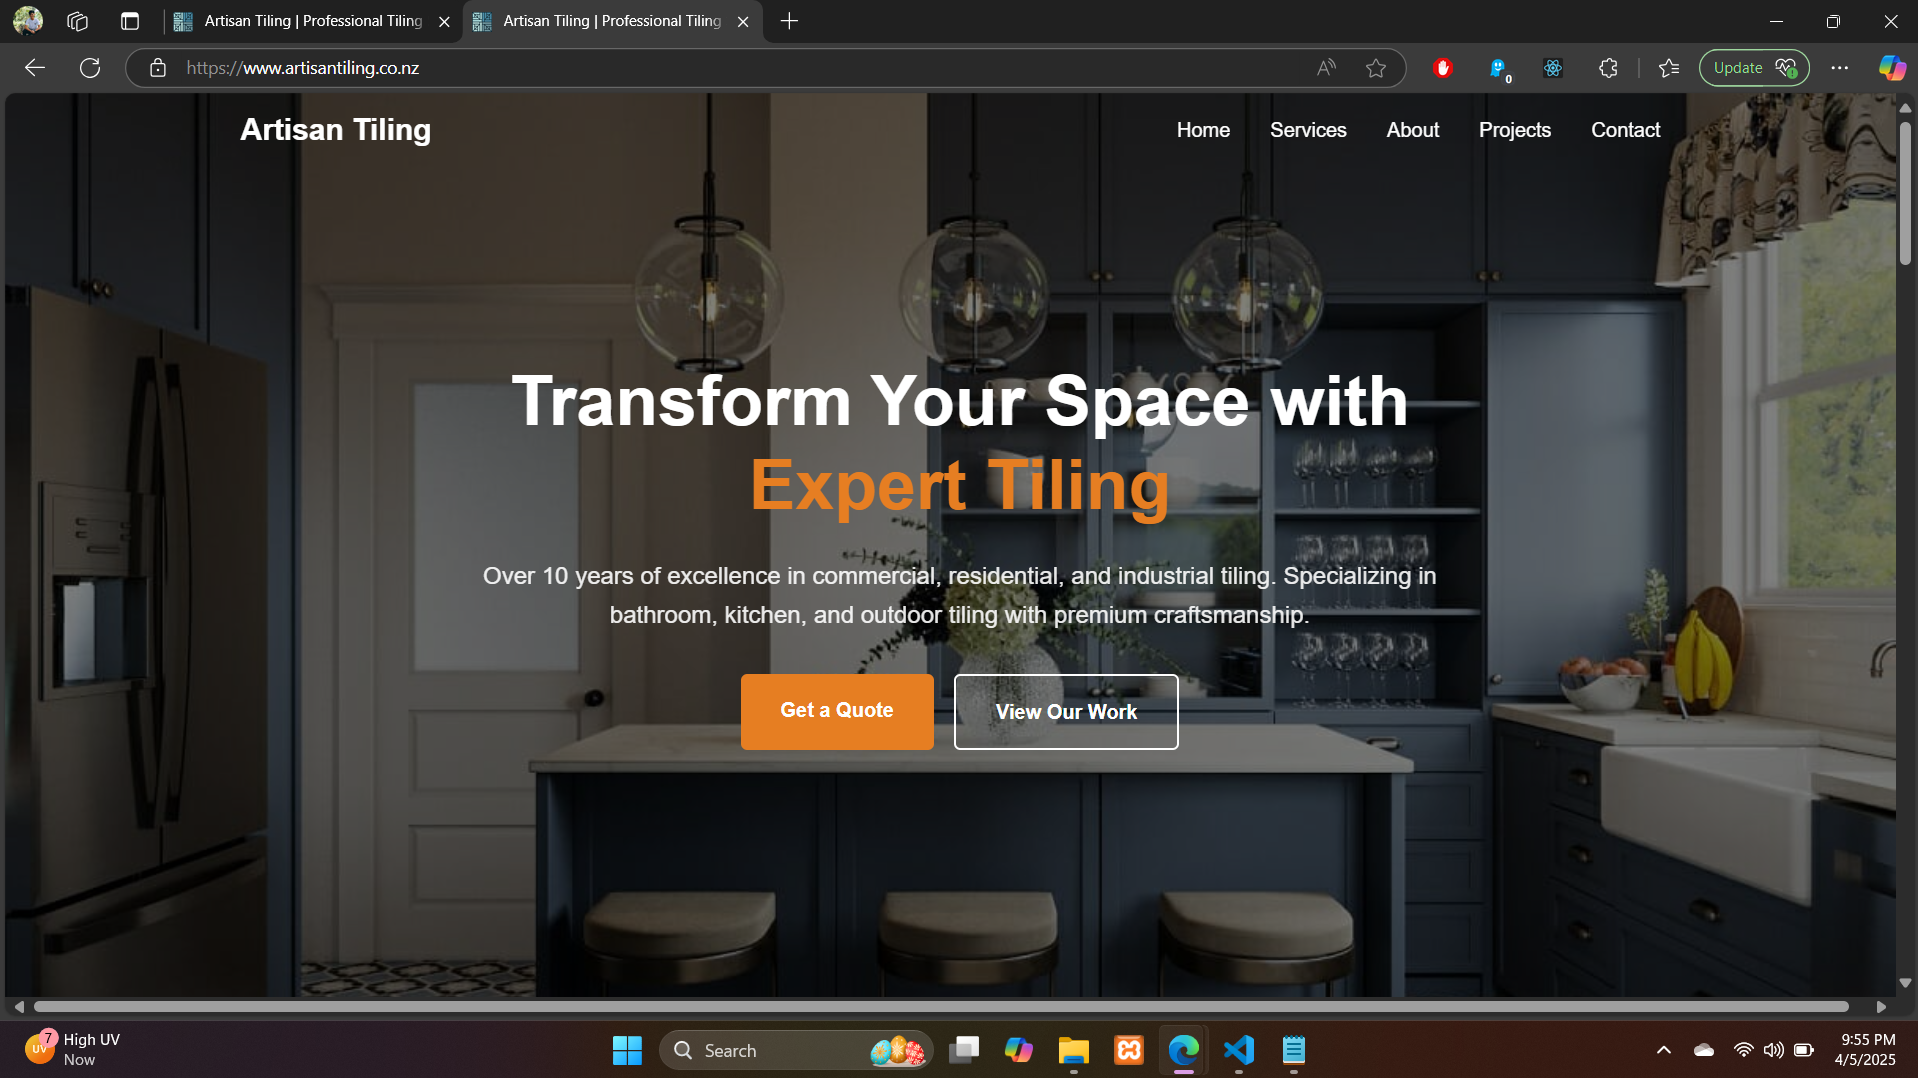 Artisan Tiling | Professional Tiling
Artisan Tiling | Professional Tiling
https://www.artisantiling.co.nz
A
0
Update
Artisan Tiling
Home
Services
About
Projects
Contact
Transform Your Space with
Expert Tiling
Over 10 years of excellence in commercial, residential, and industrial tiling. Specializing in
bathroom, kitchen, and outdoor tiling with premium craftsmanship.
Get a Quote
View Our Work
UV
7
High UV
Now
Search
9:55 PM
4/5/2025